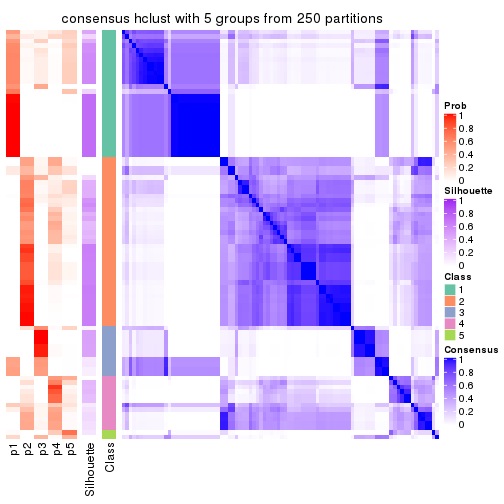 consensus hclust with 5 groups from 250 partitions
Prob
1
0.8
0.6
0.4
0.2
0
Silhouette
1
0.8
0.6
0.4
0.2
0
Class
1
2
3
4
5
Consensus
1
0.8
0.6
0.4
0.2
0
p1
p2
p3
p4
p5
Silhouette
Class